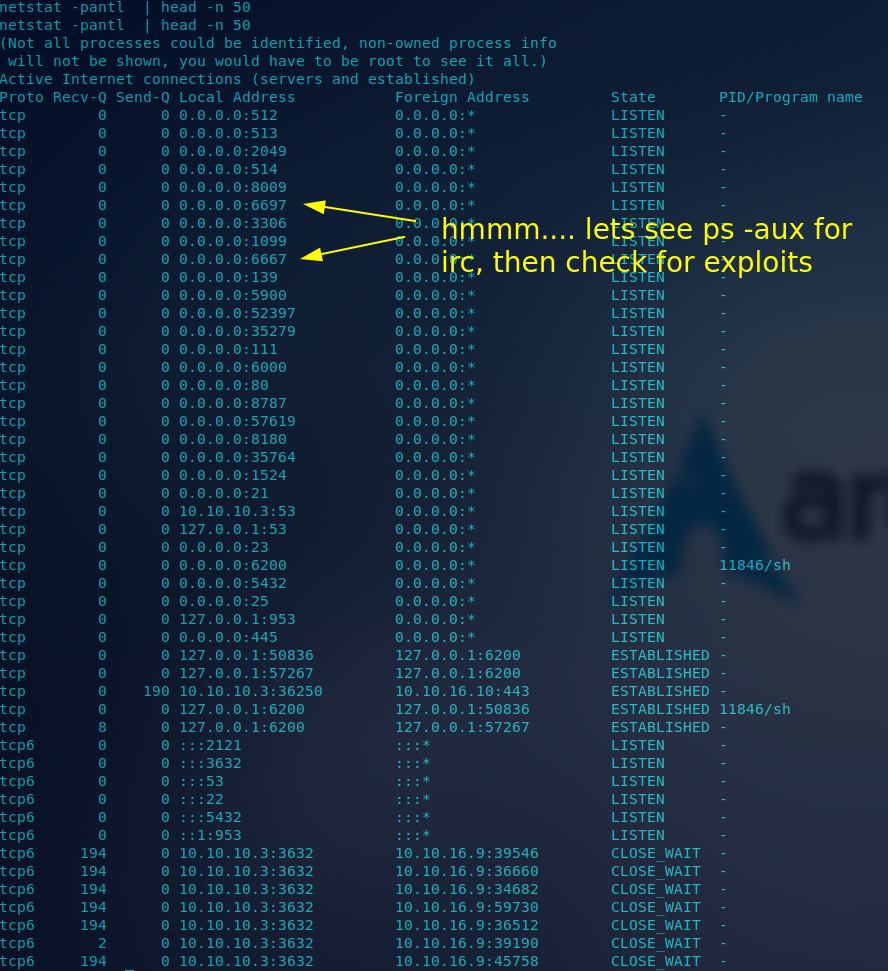 netstat -pantl  | head -n 50
netstat -pantl  | head -n 50
(Not all processes could be identified, non-owned process info
 will not be shown, you would have to be root to see it all.)
Active Internet connections (servers and established)
Proto Recv-Q Send-Q Local Address           Foreign Address         State       PID/Program name
tcp        0      0 0.0.0.0:512             0.0.0.0:*               LISTEN      -
tcp        0      0 0.0.0.0:513             0.0.0.0:*               LISTEN      -
tcp        0      0 0.0.0.0:2049            0.0.0.0:*               LISTEN      -
tcp        0      0 0.0.0.0:514             0.0.0.0:*               LISTEN      -
tcp        0      0 0.0.0.0:8009            0.0.0.0:*               LISTEN      -
tcp        0      0 0.0.0.0:6697            0.0.0.0:*               LISTEN      -
tcp        0      0 0.0.0.0:3306            0.0.0.0:*               LISTEN      -
hmmm.... lets see ps -aux for
tcp        0      0 0.0.0.0:1099            0.0.0.0:*               LISTEN      -
tcp        0      0 0.0.0.0:6667            0.0.0.0:*               LISTEN      -
irc, then check for exploits
tcp        0      0 0.0.0.0:139             0.0.0.0:*               LISTEN      -
tcp        0      0 0.0.0.0:5900            0.0.0.0:*               LISTEN      -
tcp        0      0 0.0.0.0:52397           0.0.0.0:*               LISTEN      -
tcp        0      0 0.0.0.0:35279           0.0.0.0:*               LISTEN      -
tcp        0      0 0.0.0.0:111             0.0.0.0:*               LISTEN      -
tcp        0      0 0.0.0.0:6000            0.0.0.0:*               LISTEN      -
tcp        0      0 0.0.0.0:80              0.0.0.0:*               LISTEN      -
tcp        0      0 0.0.0.0:8787            0.0.0.0:*               LISTEN      -
tcp        0      0 0.0.0.0:57619           0.0.0.0:*               LISTEN      -
tcp        0      0 0.0.0.0:8180            0.0.0.0:*               LISTEN      -
tcp        0      0 0.0.0.0:35764           0.0.0.0:*               LISTEN      -
tcp        0      0 0.0.0.0:1524            0.0.0.0:*               LISTEN      -
tcp        0      0 0.0.0.0:21              0.0.0.0:*               LISTEN      -
tcp        0      0 10.10.10.3:53           0.0.0.0:*               LISTEN      -
tcp        0      0 127.0.0.1:53            0.0.0.0:*               LISTEN      -
tcp        0      0 0.0.0.0:23              0.0.0.0:*               LISTEN      -
tcp        0      0 0.0.0.0:6200            0.0.0.0:*               LISTEN      11846/sh
tcp        0      0 0.0.0.0:5432            0.0.0.0:*               LISTEN      -
tcp        0      0 0.0.0.0:25              0.0.0.0:*               LISTEN      -
tcp        0      0 127.0.0.1:953           0.0.0.0:*               LISTEN      -
tcp        0      0 0.0.0.0:445             0.0.0.0:*               LISTEN      -
tcp        0      0 127.0.0.1:50836         127.0.0.1:6200          ESTABLISHED -
tcp        0      0 127.0.0.1:57267         127.0.0.1:6200          ESTABLISHED -
tcp        0    190 10.10.10.3:36250        10.10.16.10:443         ESTABLISHED -
tcp        0      0 127.0.0.1:6200          127.0.0.1:50836         ESTABLISHED 11846/sh
tcp        8      0 127.0.0.1:6200          127.0.0.1:57267         ESTABLISHED -
tcp6       0      0 :::2121                 :::*                    LISTEN      -
tcp6       0      0 :::3632                 :::*                    LISTEN      -
tcp6       0      0 :::53                   :::*                    LISTEN      -
tcp6       0      0 :::22                   :::*                    LISTEN      -
tcp6       0      0 :::5432                 :::*                    LISTEN      -
tcp6       0      0 ::1:953                 :::*                    LISTEN      -
tcp6     194      0 10.10.10.3:3632         10.10.16.9:39546        CLOSE_WAIT  -
tcp6     194      0 10.10.10.3:3632         10.10.16.9:36660        CLOSE_WAIT  -
tcp6     194      0 10.10.10.3:3632         10.10.16.9:34682        CLOSE_WAIT  -
tcp6     194      0 10.10.10.3:3632         10.10.16.9:59730        CLOSE_WAIT  -
tcp6     194      0 10.10.10.3:3632         10.10.16.9:36512        CLOSE_WAIT  -
tcp6       2      0 10.10.10.3:3632         10.10.16.9:39190        CLOSE_WAIT  -
tcp6     194      0 10.10.10.3:3632         10.10.16.9:45758        CLOSE_WAIT  -